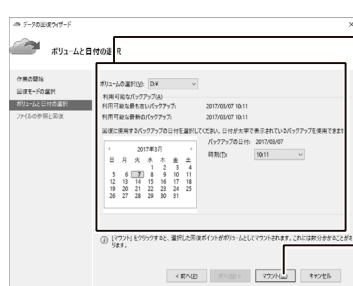 データの回復ウィザード
ボリュームと日付の選
作業の開始
回復モードの選択
ボリュームと日付の選択
ファイルの参照と回復
ボリュームの選択(V):
D:¥
利用可能なバックアップ(A)
利用可能な最も古いバックアップ: 2017/03/07 10:11
利用可能な最新のバックアップ: 2017/03/07 10:11
回復に使用するバックアップの日付を選択してください。日付が太字で表示されているバックアップを使用できます
2017年3月
日 月 火 水 木 金 土
1 2 3 4
5 6 7 8 9 10 11
12 13 14 15 16 17 18
19 20 21 22 23 24 25
26 27 28 29 30 31
バックアップの日付: 2017/03/07
時刻(T): 10:11
[マウント] をクリックすると、選択した回復ポイントがボリュームとしてマウントされます。これには数分かかることがあ
ります。
< 前へ(P)
マウント
キャンセル